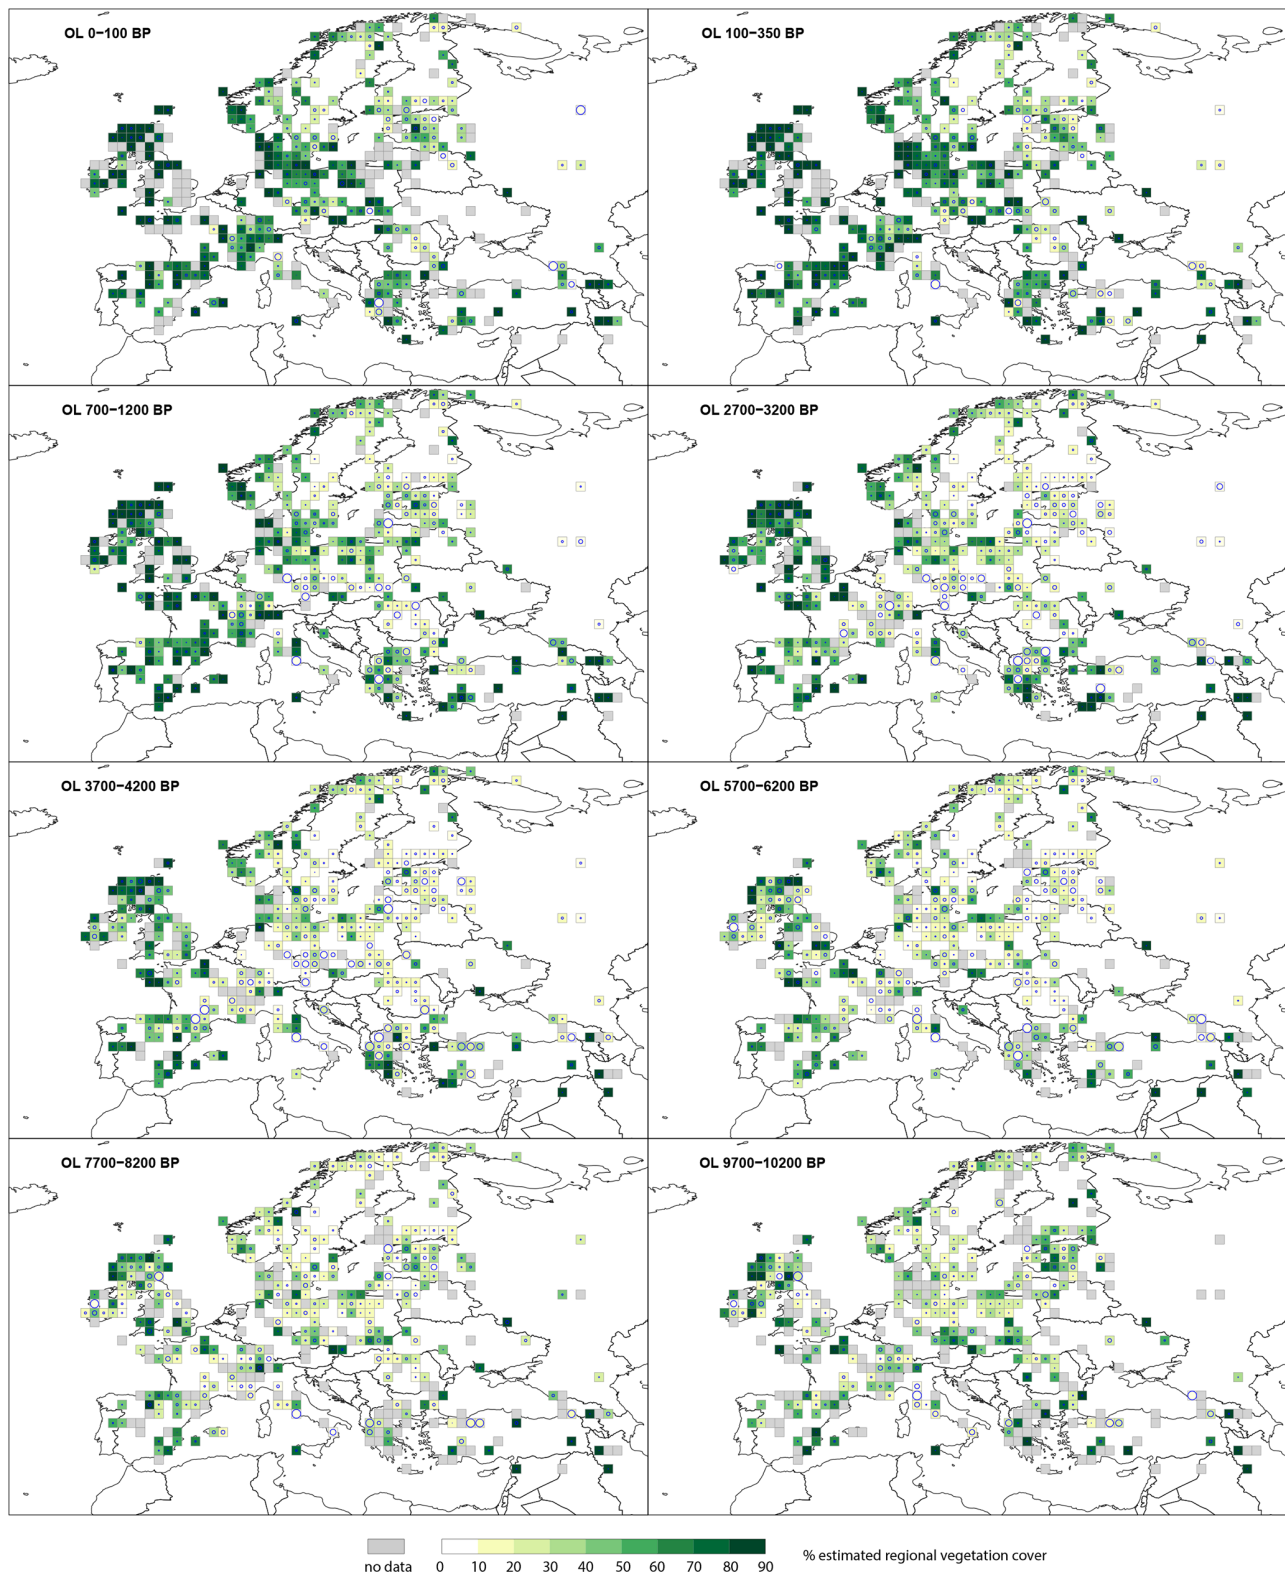 OL 0−100 BP
OL 100−350 BP
OL 700−1200 BP
OL 2700−3200 BP
OL 3700−4200 BP
OL 5700−6200 BP
OL 7700−8200 BP
OL 9700−10200 BP
no data
0 10 20 30 40 50 60 70 80 90
% estimated regional vegetation cover